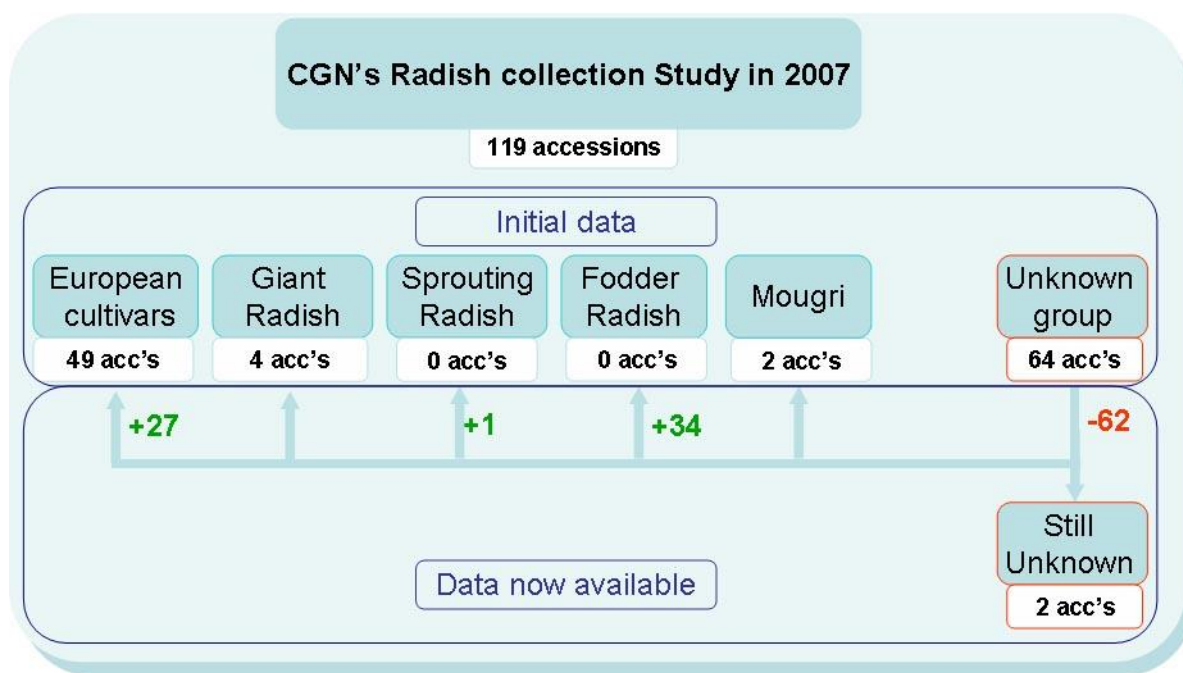 CGN's Radish collection Study in 2007
119 accessions
Initial data
European
cultivars
49 acc's
Giant
Radish
4 acc's
Sprouting
Radish
0 acc's
Fodder
Radish
0 acc's
Mougri
2 acc's
Unknown
group
64 acc's
+27
+1
+34
-62
Still
Unknown
2 acc's
Data now available